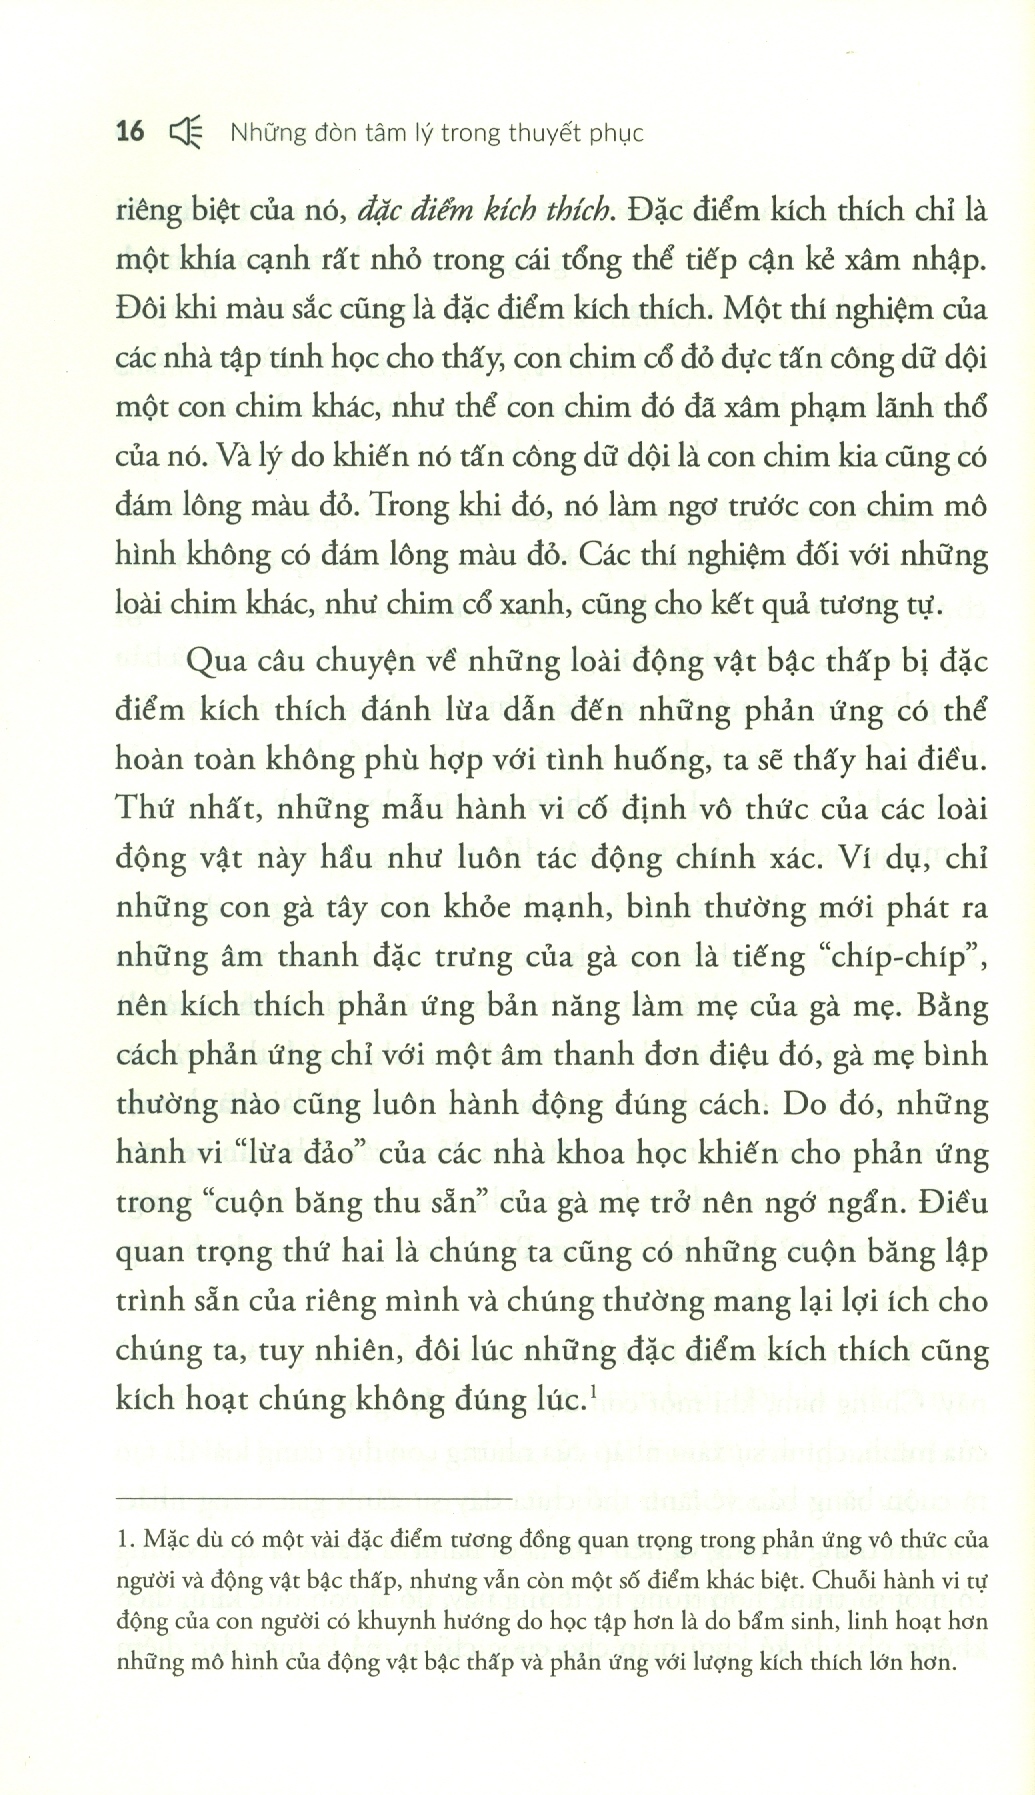 16 Những đòn tâm lý trong thuyết phục
riêng biệt của nó, đặc điểm kích thích. Đặc điểm kích thích chỉ là
một khía cạnh rất nhỏ trong cái tổng thể tiếp cận kẻ xâm nhập.
Đôi khi màu sắc cũng là đặc điểm kích thích. Một thí nghiệm của
các nhà tập tính học cho thấy, con chim cổ đỏ đực tấn công dữ dội
một con chim khác, như thể con chim đó đã xâm phạm lãnh thổ
của nó. Và lý do khiến nó tấn công dữ dội là con chim kia cũng có
đám lông màu đỏ. Trong khi đó, nó làm ngơ trước con chim mô
hình không có đám lông màu đỏ. Các thí nghiệm đối với những
loài chim khác, như chim cổ xanh, cũng cho kết quả tương tự.
Qua câu chuyện về những loài động vật bậc thấp bị đặc
điểm kích thích đánh lừa dẫn đến những phản ứng có thể
hoàn toàn không phù hợp với tình huống, ta sẽ thấy hai điều.
Thứ nhất, những mẫu hành vi cố định vô thức của các loài
động vật này hầu như luôn tác động chính xác. Ví dụ, chỉ
những con gà tây con khỏe mạnh, bình thường mới phát ra
những âm thanh đặc trưng của gà con là tiếng “chíp-chíp”,
nên kích thích phản ứng bản năng làm mẹ của gà mẹ. Bằng
cách phản ứng chỉ với một âm thanh đơn điệu đó, gà mẹ bình
thường nào cũng luôn hành động đúng cách. Do đó, những
hành vi “lừa đảo” của các nhà khoa học khiến cho phản ứng
trong “cuộn băng thu sẵn” của gà mẹ trở nên ngớ ngẩn. Điều
quan trọng thứ hai là chúng ta cũng có những cuộn băng lập
trình sẵn của riêng mình và chúng thường mang lại lợi ích cho
chúng ta, tuy nhiên, đôi lúc những đặc điểm kích thích cũng
kích hoạt chúng không đúng lúc.¹
1. Mặc dù có một vài đặc điểm tương đồng quan trọng trong phản ứng vô thức của
người và động vật bậc thấp, nhưng vẫn còn một số điểm khác biệt. Chuỗi hành vi tự
động của con người có khuynh hướng do học tập hơn là do bẩm sinh, linh hoạt hơn
những mô hình của động vật bậc thấp và phản ứng với lượng kích thích lớn hơn.